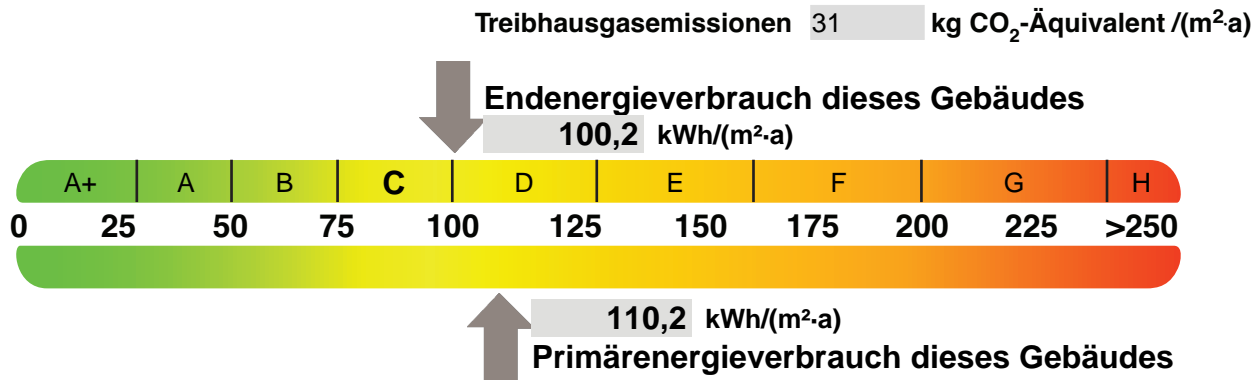 Treibhausgasemissionen 31 kg CO₂-Äquivalent /(m²·a)
Endenergieverbrauch dieses Gebäudes
100,2 kWh/(m²·a)
A+ A B C D E F G H
0 25 50 75 100 125 150 175 200 225 >250
110,2 kWh/(m²·a)
Primärenergieverbrauch dieses Gebäudes